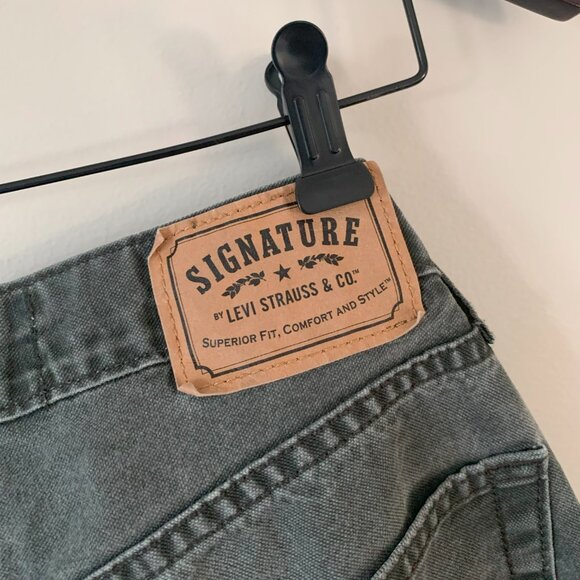 SIGNATURE
BY LEVI STRAUSS & CO.™
SUPERIOR FIT, COMFORT AND STYLE™